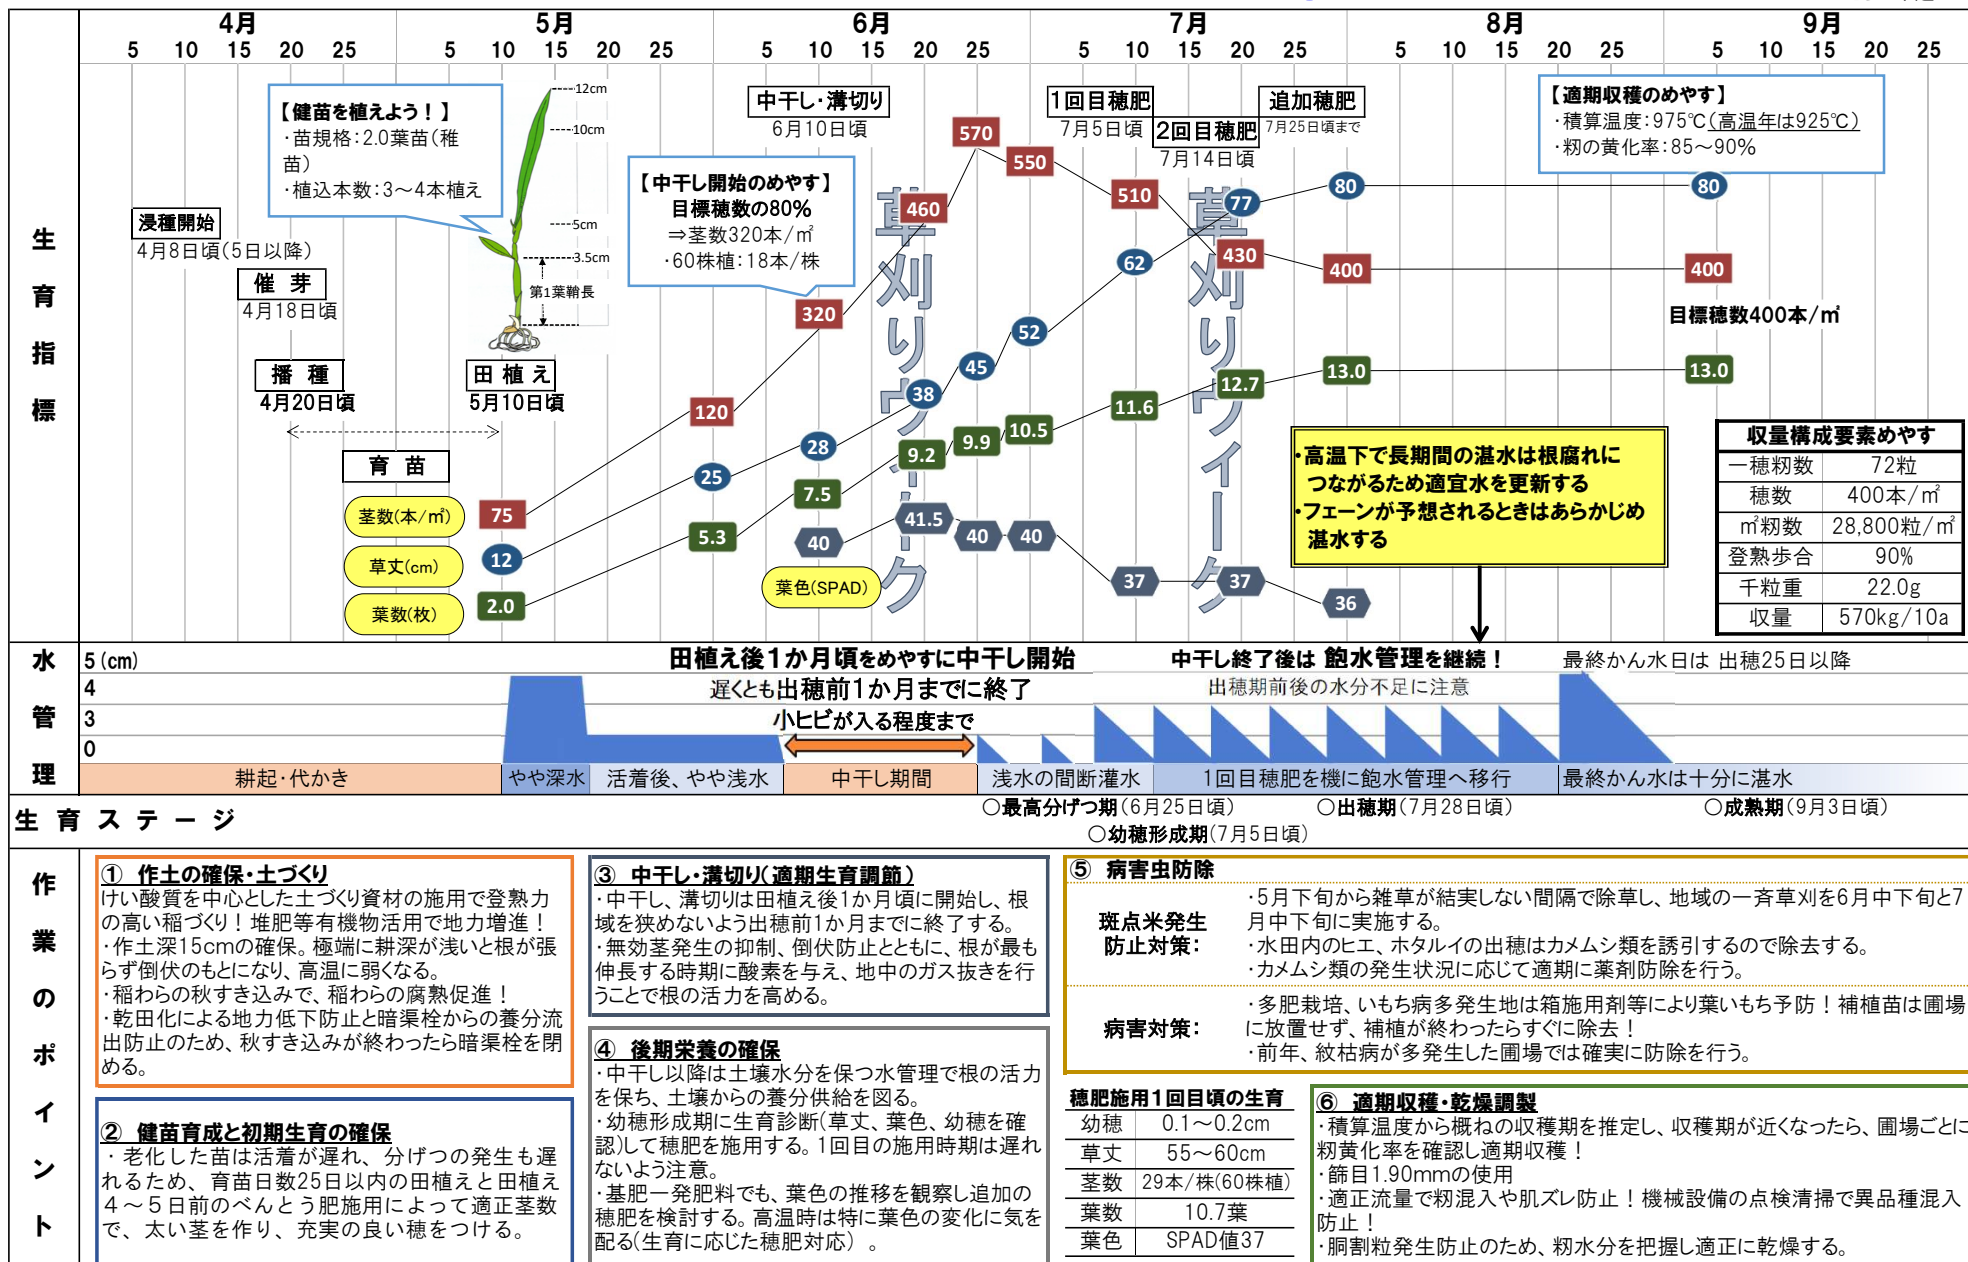 4月
5月
6月
7月
8月
9月
5 10 15 20 25
5 10 15 20 25
5 10 15 20 25
5 10 15 20 25
5 10 15 20 25
5 10 15 20 25
生育指標
【健苗を植えよう！】
・苗規格：2.0葉苗（稚
苗）
・植込本数：3～4本植え
12cm
10cm
5cm
3.5cm
第1葉鞘長
浸種開始
4月8日頃（5日以降）
催 芽
4月18日頃
播 種
4月20日頃
田 植 え
5月10日頃
育 苗
中干し・溝切り
6月10日頃
【中干し開始のめやす】
目標穂数の80%
⇒茎数320本/㎡
・60株植：18本/株
1回目穂肥
7月5日頃
2回目穂肥
7月14日頃
追加穂肥
7月25日頃まで
【適期収穫のめやす】
・積算温度：975℃（高温年は925℃）
・籾の黄化率：85～90%
草刈りウィーク
草刈りウィーク
茎数(本/㎡)
75 120 320 460 570 550 510 430 400 400
目標穂数400本/㎡
草丈(cm)
12 25 28 38 45 52 62 77 80 80
葉数(枚)
2.0 5.3 7.5 9.2 9.9 10.5 11.6 12.7 13.0 13.0
葉色(SPAD)
40 41.5 40 40 37 37 36
・高温下で長期間の湛水は根腐れに
つながるため適宜水を更新する
・フェーンが予想されるときはあらかじめ
湛水する
収量構成要素めやす
一穂籾数 72粒
穂数 400本/㎡
㎡籾数 28,800粒/㎡
登熟歩合 90%
千粒重 22.0g
収量 570kg/10a
水管理
5 (cm)
4
3
0
田植え後1か月頃をめやすに中干し開始
遅くとも出穂前1か月までに終了
小ヒビが入る程度まで
中干し終了後は 飽水管理を継続！
出穂期前後の水分不足に注意
最終かん水日は 出穂25日以降
耕起・代かき
やや深水
活着後、やや浅水
中干し期間
浅水の間断灌水
1回目穂肥を機に飽水管理へ移行
最終かん水は十分に湛水
生 育 ス テ ー ジ
○最高分げつ期(6月25日頃)
○出穂期(7月28日頃)
○成熟期(9月3日頃)
○幼穂形成期(7月5日頃)
作業のポイント
① 作土の確保・土づくり
けい酸質を中心とした土づくり資材の施用で登熟力
の高い稲づくり！堆肥等有機物活用で地力増進！
・作土深15cmの確保。極端に耕深が浅いと根が張
らず倒伏のもとになり、高温に弱くなる。
・稲わらの秋すき込みで、稲わらの腐熟促進！
・乾田化による地力低下防止と暗渠栓からの養分流
出防止のため、秋すき込みが終わったら暗渠栓を閉
める。
② 健苗育成と初期生育の確保
・ 老化した苗は活着が遅れ、分げつの発生も遅
れるため、育苗日数25日以内の田植えと田植え
４～５日前のべんとう肥施用によって適正茎数
で、太い茎を作り、充実の良い穂をつける。
③ 中干し・溝切り（適期生育調節）
・中干し、溝切りは田植え後1か月頃に開始し、根
域を狭めないよう出穂前1か月までに終了する。
・無効茎発生の抑制、倒伏防止とともに、根が最も
伸長する時期に酸素を与え、地中のガス抜きを行
うことで根の活力を高める。
④ 後期栄養の確保
・中干し以降は土壌水分を保つ水管理で根の活力
を保ち、土壌からの養分供給を図る。
・幼穂形成期に生育診断(草丈、葉色、幼穂を確
認)して穂肥を施用する。1回目の施用時期は遅れ
ないよう注意。
・基肥一発肥料でも、葉色の推移を観察し追加の
穂肥を検討する。高温時は特に葉色の変化に気を
配る(生育に応じた穂肥対応) 。
⑤ 病害虫防除
斑点米発生
防止対策：
・5月下旬から雑草が結実しない間隔で除草し、地域の一斉草刈を6月中下旬と7
月中下旬に実施する。
・水田内のヒエ、ホタルイの出穂はカメムシ類を誘引するので除去する。
・カメムシ類の発生状況に応じて適期に薬剤防除を行う。
病害対策：
・多肥栽培、いもち病多発生地は箱施用剤等により葉いもち予防！補植苗は圃場
に放置せず、補植が終わったらすぐに除去！
・前年、紋枯病が多発生した圃場では確実に防除を行う。
穂肥施用1回目頃の生育
幼穂 0.1～0.2cm
草丈 55～60cm
茎数 29本/株(60株植)
葉数 10.7葉
葉色 SPAD値37
⑥ 適期収穫・乾燥調製
・積算温度から概ねの収穫期を推定し、収穫期が近くなったら、圃場ごとに
籾黄化率を確認し適期収穫！
・篩目1.90mmの使用
・適正流量で籾混入や肌ズレ防止！機械設備の点検清掃で異品種混入
防止！
・胴割粒発生防止のため、籾水分を把握し適正に乾燥する。